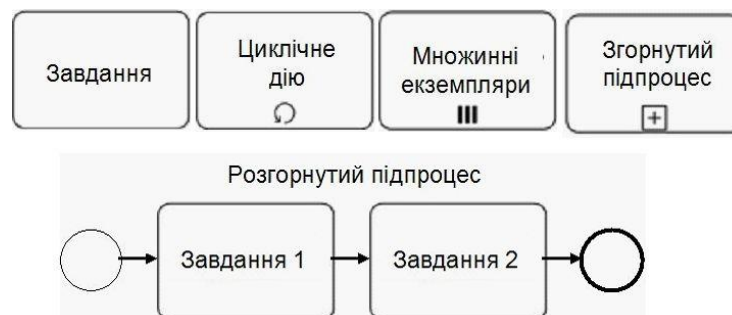 Завдання
Циклічне
дію
Множинні
екземпляри
Згорнутий
підпроцес
Розгорнутий підпроцес
Завдання 1
Завдання 2